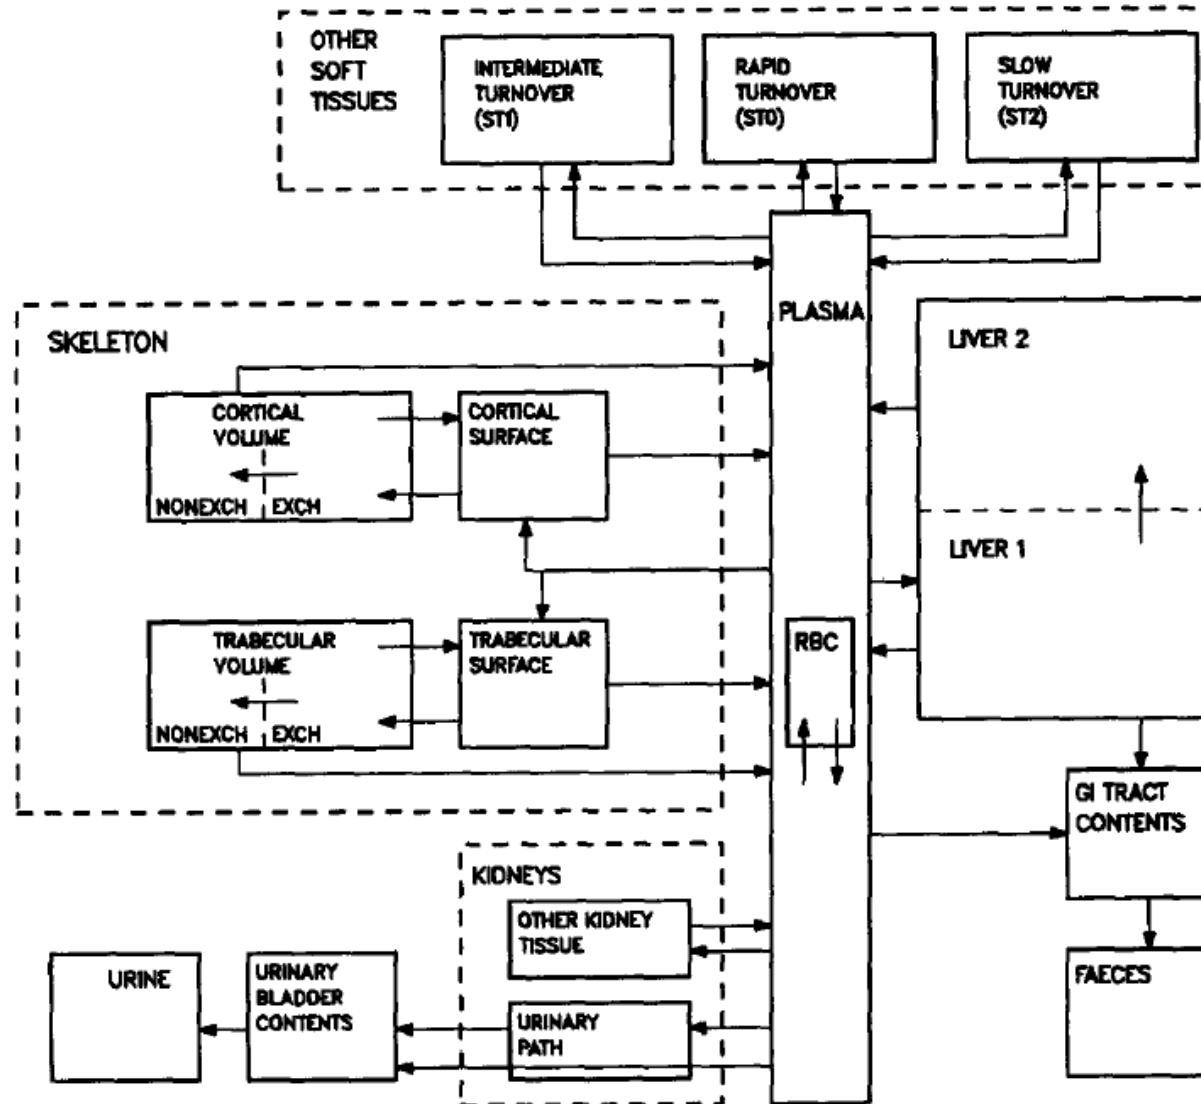 OTHER
SOFT
TISSUES
INTERMEDIATE
TURNOVER
(ST1)
RAPID
TURNOVER
(ST0)
SLOW
TURNOVER
(ST2)
SKELETON
PLASMA
LIVER 2
CORTICAL
VOLUME
NONEXCH
EXCH
CORTICAL
SURFACE
LIVER 1
TRABECULAR
VOLUME
NONEXCH
EXCH
TRABECULAR
SURFACE
RBC
GI TRACT
CONTENTS
KIDNEYS
OTHER KIDNEY
TISSUE
URINE
URINARY
BLADDER
CONTENTS
URINARY
PATH
FAECES